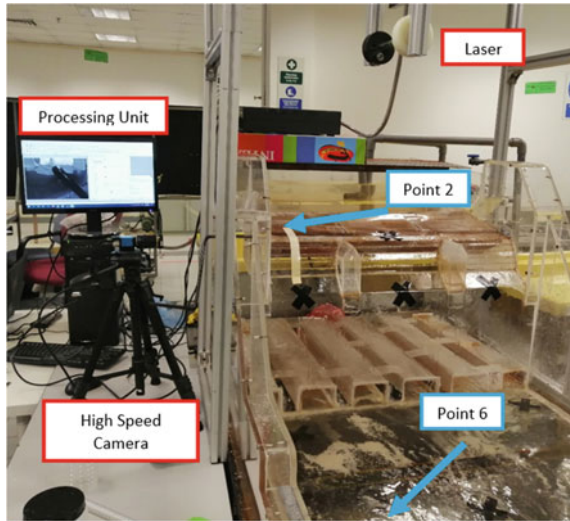 Laser
Processing Unit
Point 2
High Speed
Camera
Point 6